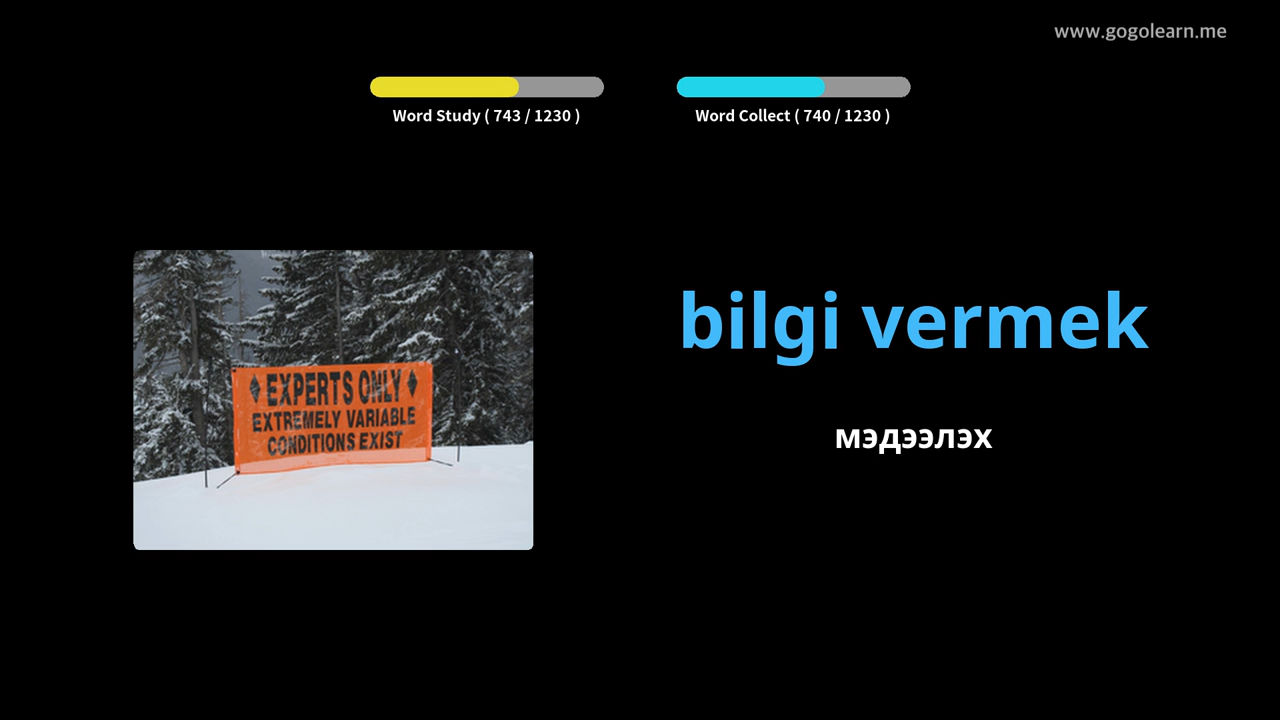 www.gogolearn.me
Word Study ( 743 / 1230 )
Word Collect ( 740 / 1230 )
EXPERTS ONLY
EXTREMELY VARIABLE
CONDITIONS EXIST
bilgi vermek
мэдээлэх